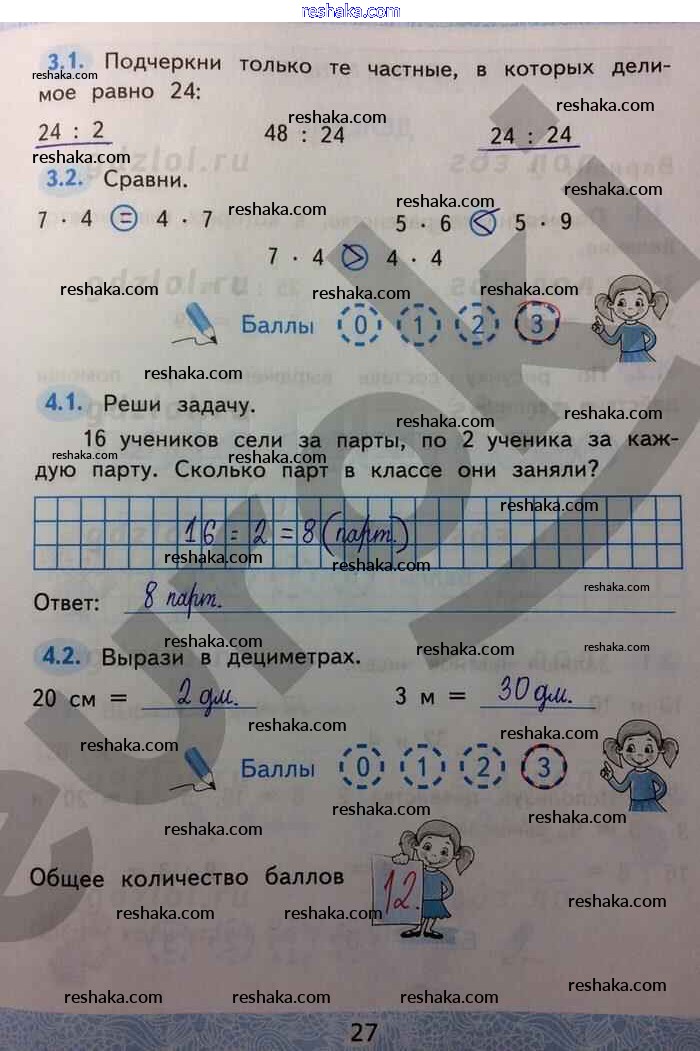 reshaka.com
3.1. Подчеркни только те частные, в которых дели-
мое равно 24:
24 : 2 48 : 24 24 : 24
3.2. Сравни.
7 · 4 = 4 · 7 5 · 6 < 5 · 9
7 · 4 > 4 · 4
Баллы 0 1 2 3
4.1. Реши задачу.
16 учеников сели за парты, по 2 ученика за каж-
дую парту. Сколько парт в классе они заняли?
16 : 2 = 8 (парт.)
Ответ: 8 парт.
4.2. Вырази в дециметрах.
20 см = 2 дм. 3 м = 30 дм.
Баллы 0 1 2 3
Общее количество баллов 12.
27